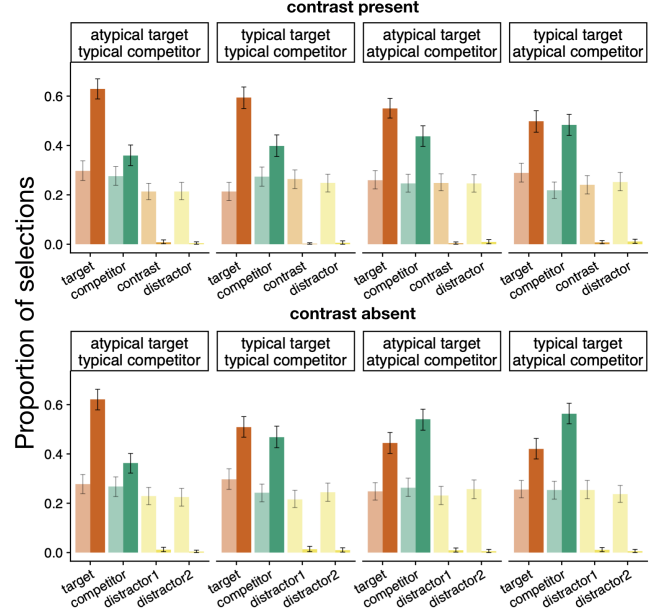 contrast present
atypical target
typical competitor
typical target
typical competitor
atypical target
atypical competitor
typical target
atypical competitor
Proportion of selections
0.6
0.4
0.2
0.0
target
competitor
contrast
distractor
target
competitor
contrast
distractor
target
competitor
contrast
distractor
target
competitor
contrast
distractor
contrast absent
atypical target
typical competitor
typical target
typical competitor
atypical target
atypical competitor
typical target
atypical competitor
0.6
0.4
0.2
0.0
target
competitor
distractor1
distractor2
target
competitor
distractor1
distractor2
target
competitor
distractor1
distractor2
target
competitor
distractor1
distractor2